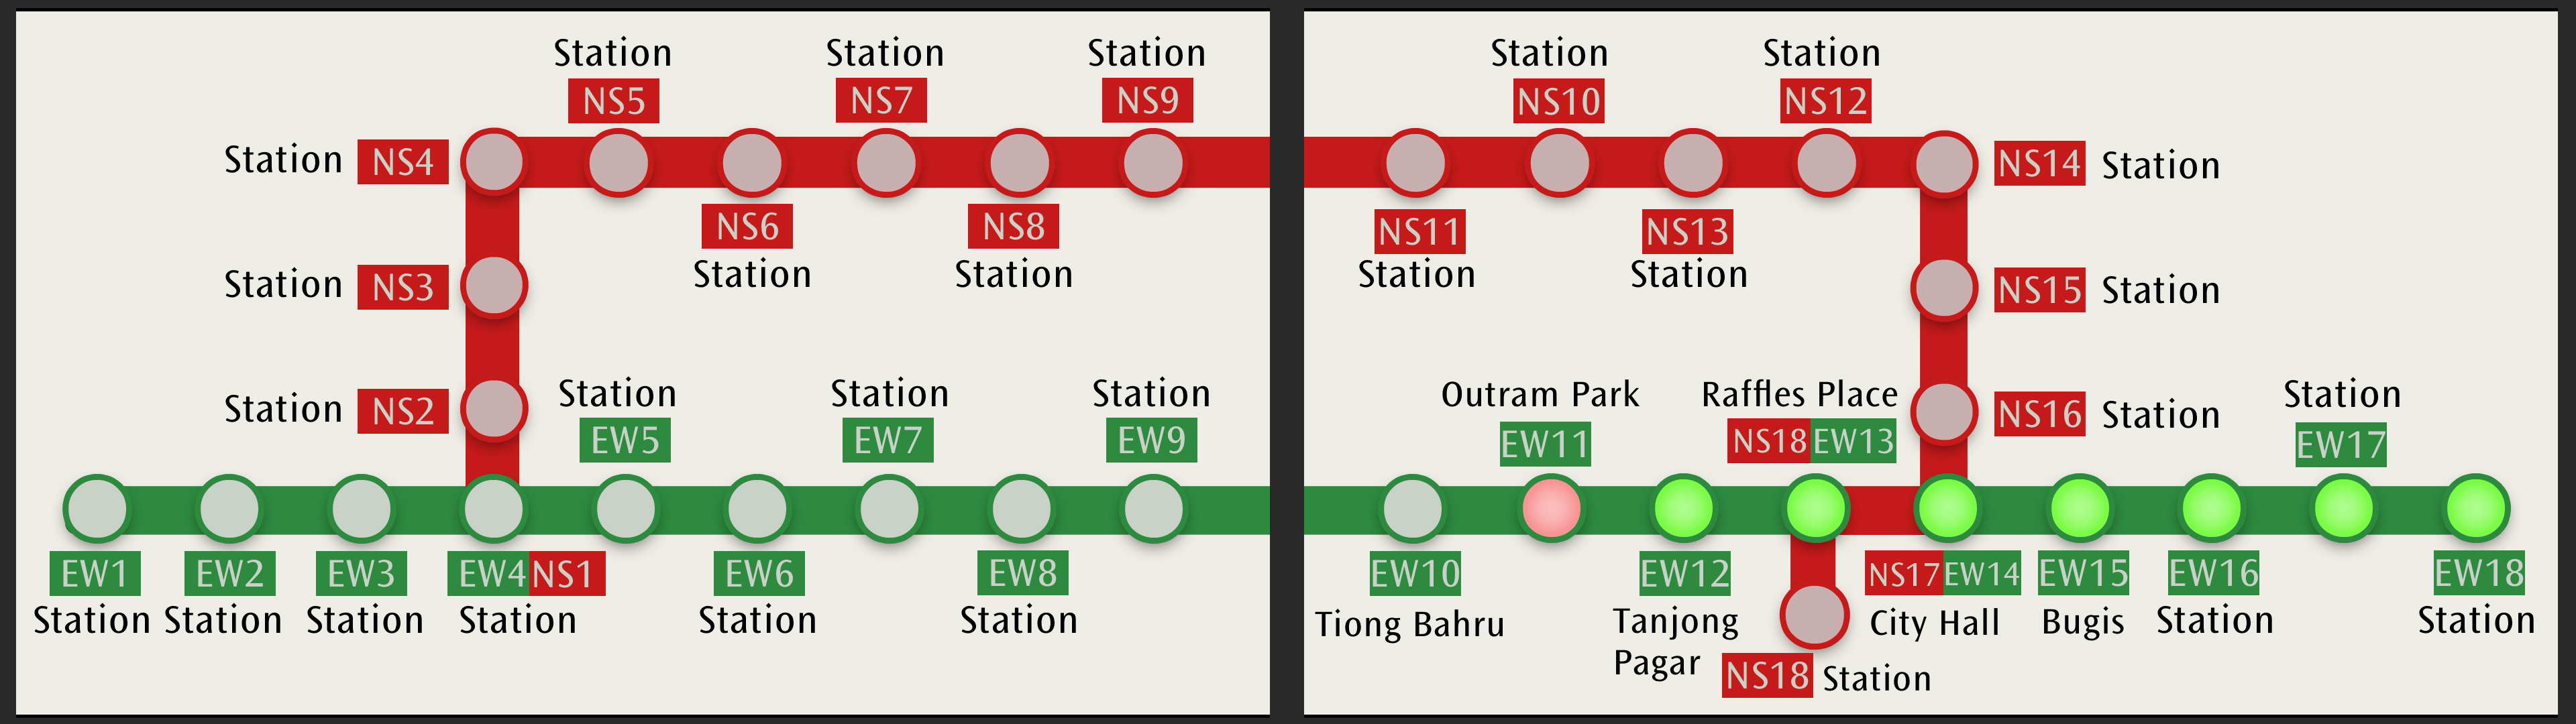 Station
NS5
Station
NS7
Station
NS9
Station NS4
NS6
Station
NS8
Station
Station NS3
Station NS2
Station
EW5
Station
EW7
Station
EW9
EW1
Station
EW2
Station
EW3
Station
EW4 NS1
Station
EW6
Station
EW8
Station
Station
NS10
Station
NS12
NS14 Station
NS11
Station
NS13
Station
NS15 Station
NS16 Station
Outram Park
EW11
Raffles Place
NS18 EW13
Station
EW17
EW10
Tiong Bahru
EW12
Tanjong
Pagar
NS18 Station
NS17 EW14
City Hall
EW15
Bugis
EW16
Station
EW18
Station